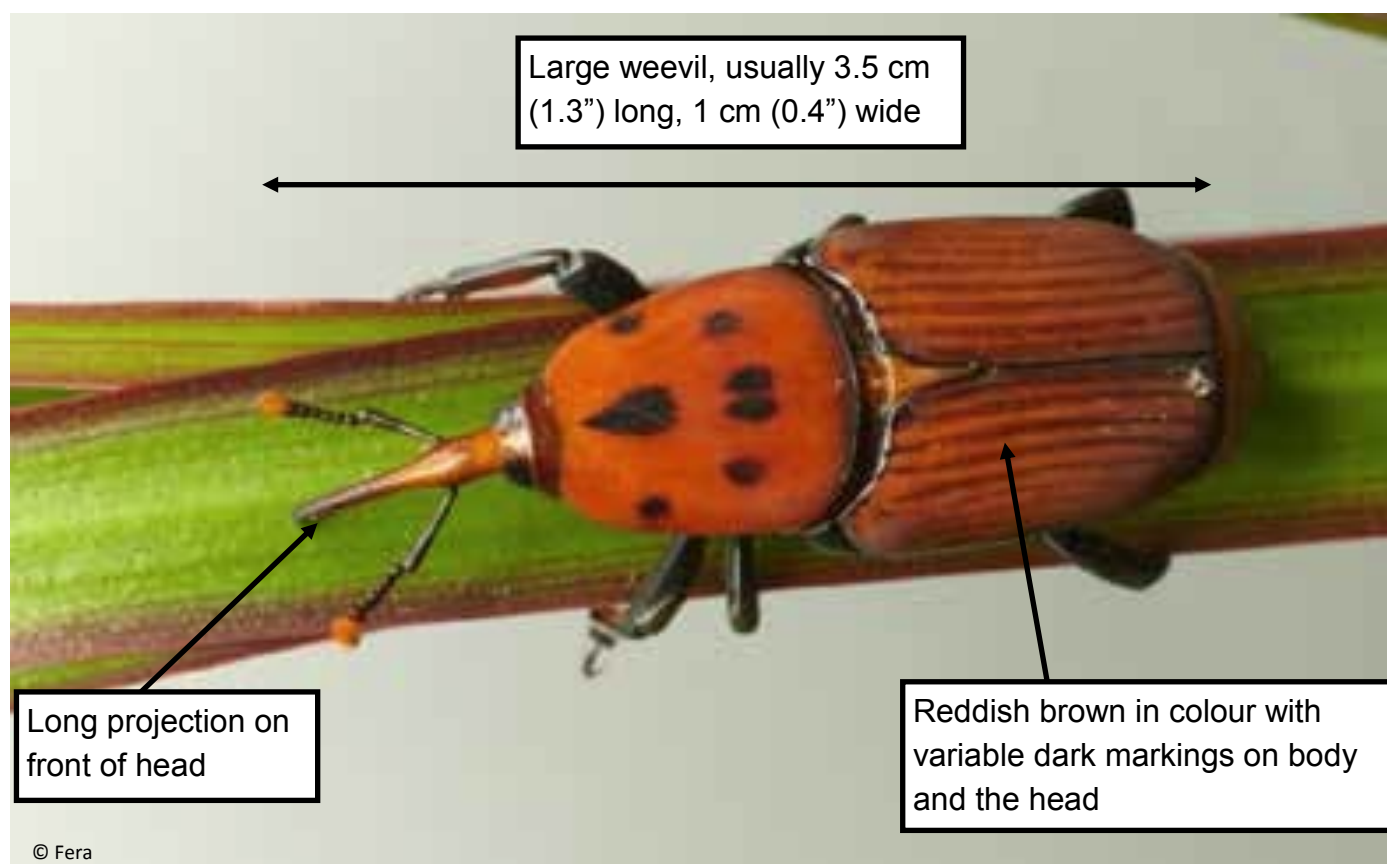 Large weevil, usually 3.5 cm
(1.3”) long, 1 cm (0.4”) wide
Long projection on
front of head
Reddish brown in colour with
variable dark markings on body
and the head
© Fera